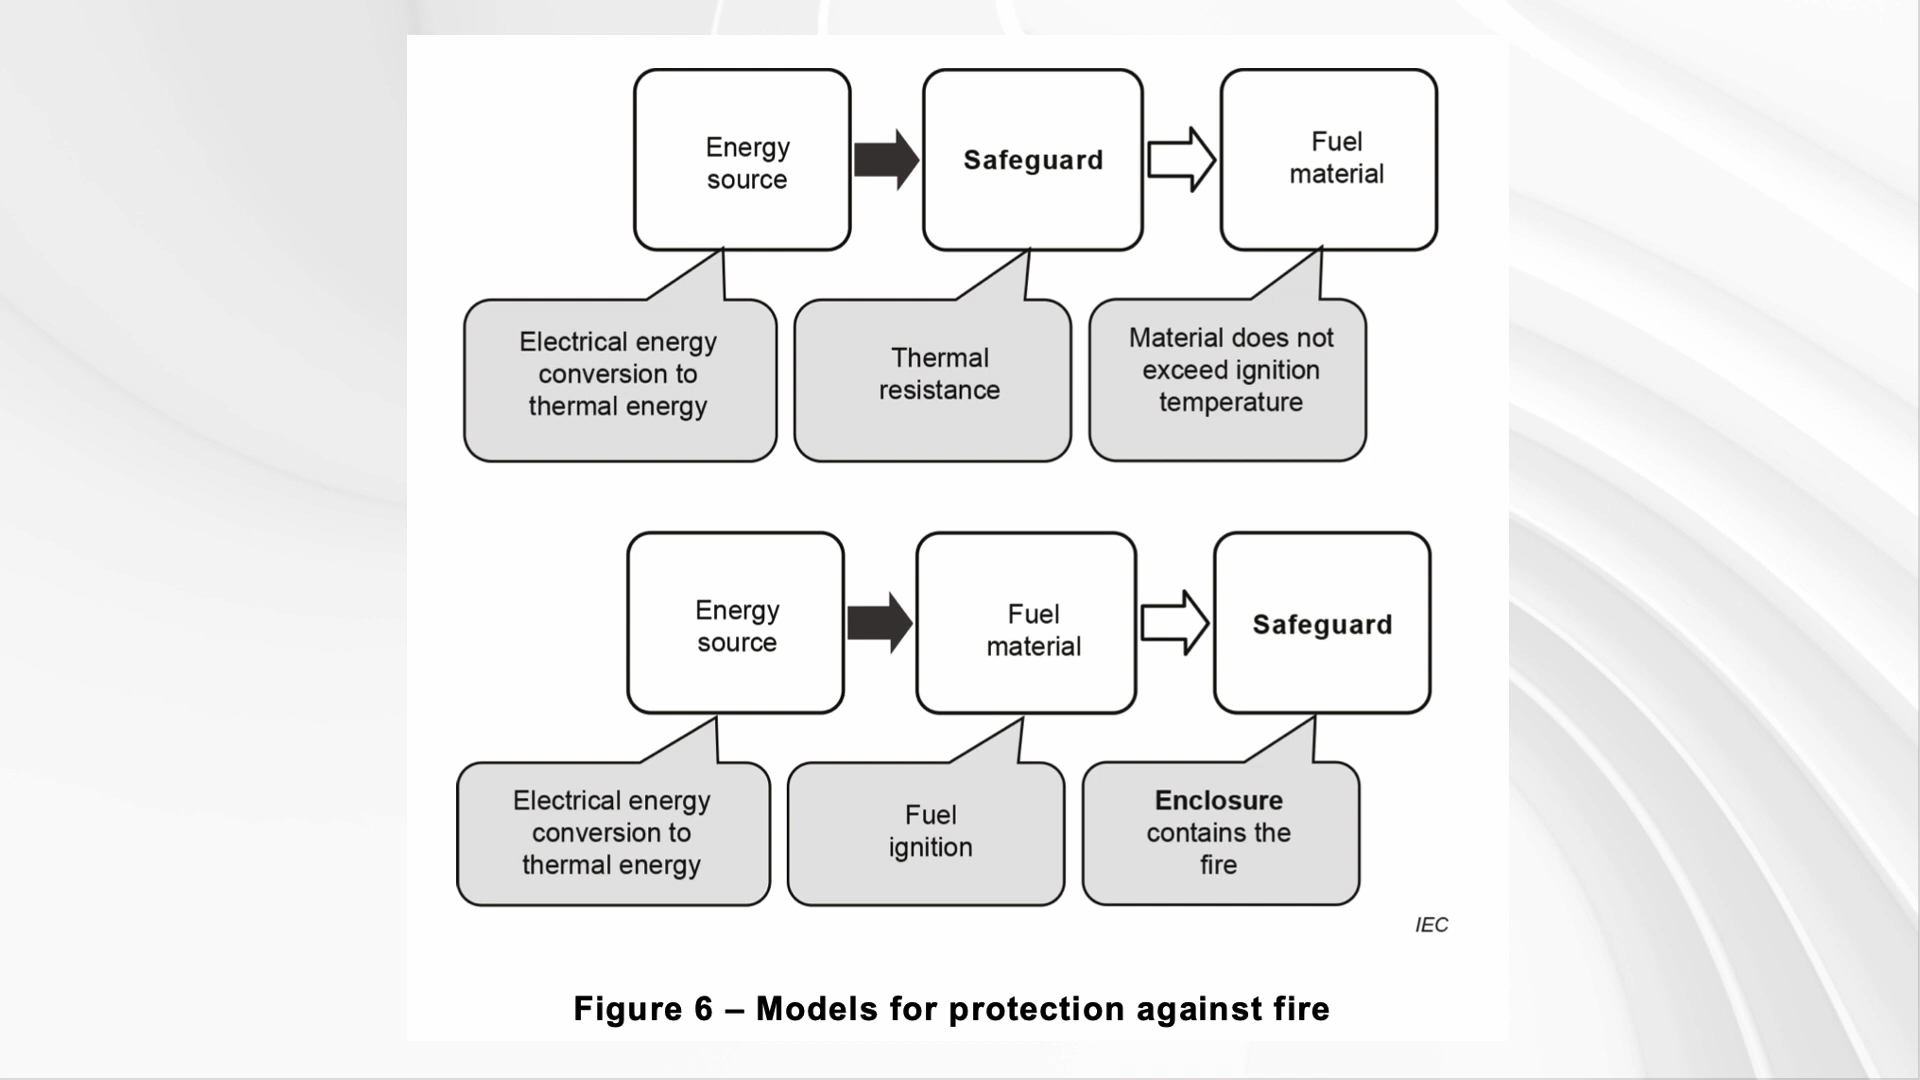 Energy
source
Safeguard
Fuel
material
Electrical energy
conversion to
thermal energy
Thermal
resistance
Material does not
exceed ignition
temperature
Energy
source
Fuel
material
Safeguard
Electrical energy
conversion to
thermal energy
Fuel
ignition
Enclosure
contains the
fire
IEC
Figure 6 – Models for protection against fire